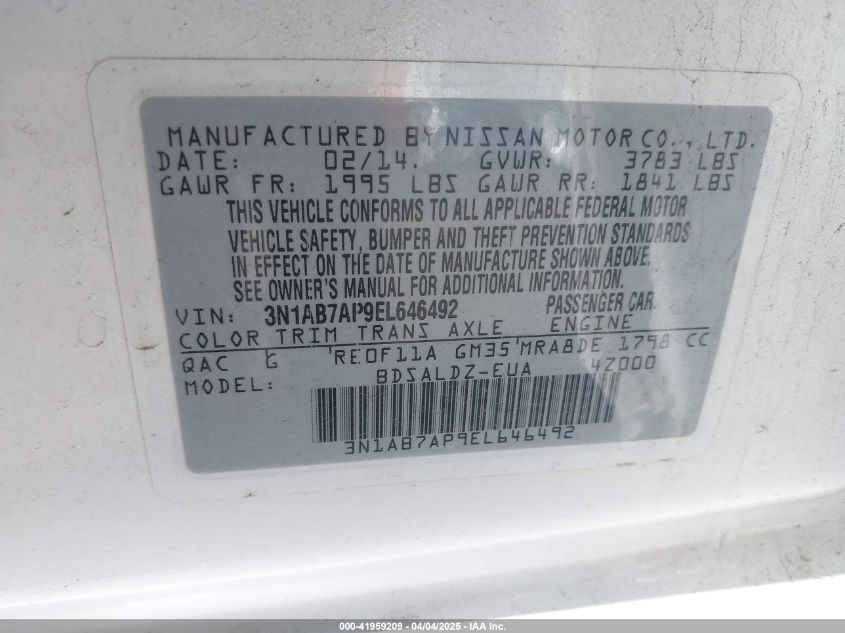 MANUFACTURED BY NISSAN MOTOR CO., LTD.
DATE: 02/14. GVWR: 3783 LBS
GAWR FR: 1995 LBS GAWR RR: 1841 LBS
THIS VEHICLE CONFORMS TO ALL APPLICABLE FEDERAL MOTOR
VEHICLE SAFETY, BUMPER AND THEFT PREVENTION STANDARDS
IN EFFECT ON THE DATE OF MANUFACTURE SHOWN ABOVE.
SEE OWNER'S MANUAL FOR ADDITIONAL INFORMATION.
VIN: 3N1AB7AP9EL646492 PASSENGER CAR
COLOR TRIM TRANS AXLE ENGINE
QAC G RE0F11A GM35 MRA8DE 1798 CC
MODEL: BDSALDZ-EUA 4Z000
3N1AB7AP9EL646492
000-41959209 - 04/04/2025 - IAA Inc.